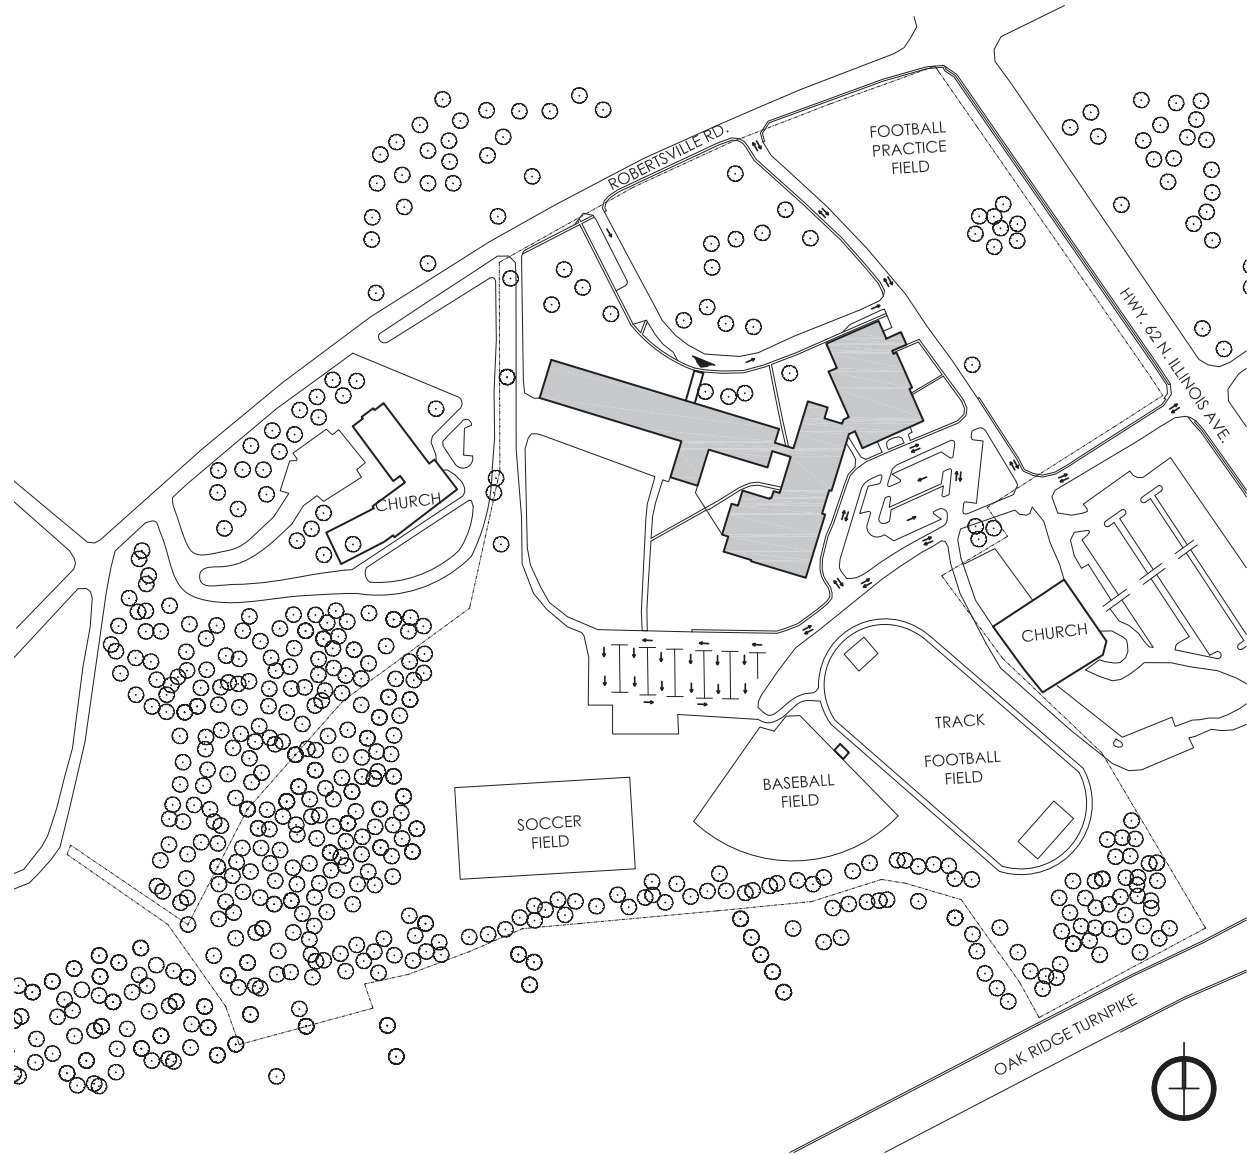 ROBERTSVILLE RD.
FOOTBALL
PRACTICE
FIELD
HWY. 62 N. ILLINOIS AVE.
CHURCH
CHURCH
TRACK
FOOTBALL
FIELD
BASEBALL
FIELD
SOCCER
FIELD
OAK RIDGE TURNPIKE